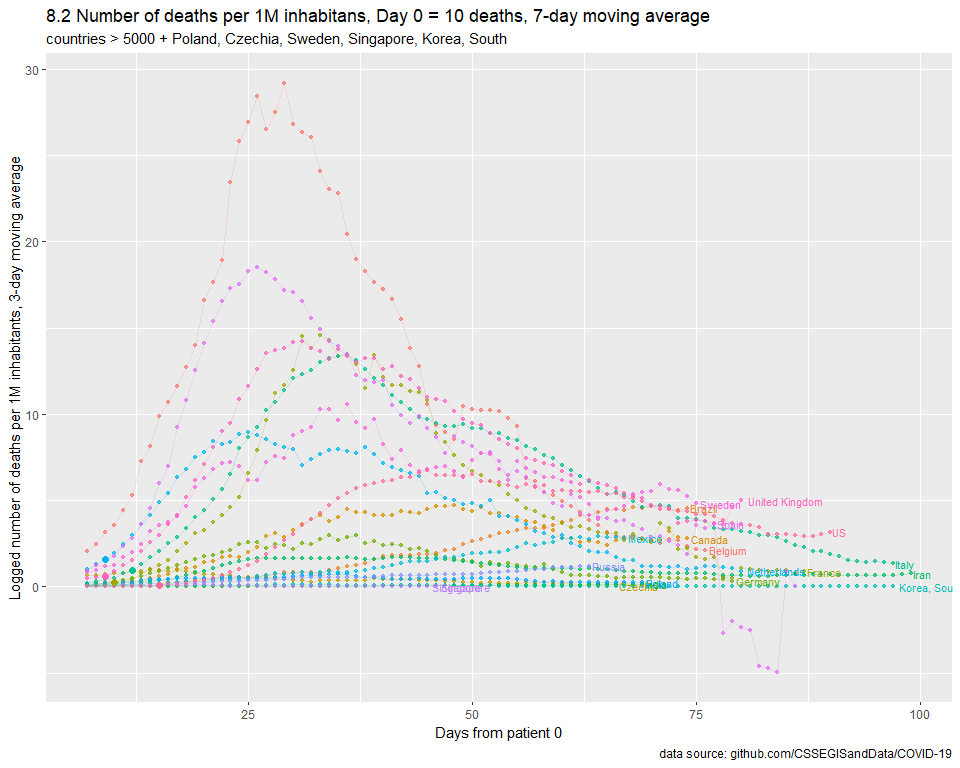 8.2 Number of deaths per 1M inhabitans, Day 0 = 10 deaths, 7-day moving average
countries > 5000 + Poland, Czechia, Sweden, Singapore, Korea, South
Logged number of deaths per 1M inhabitants, 3-day moving average
30
20
10
0
Sweden
Brazil
United Kingdom
Spain
US
Mexico
Canada
Belgium
Italy
Russia
Netherlands
France
Iran
Germany
Poland
Czechia
Singapore
Korea, Sou
25
50
75
100
Days from patient 0
data source: github.com/CSSEGISandData/COVID-19